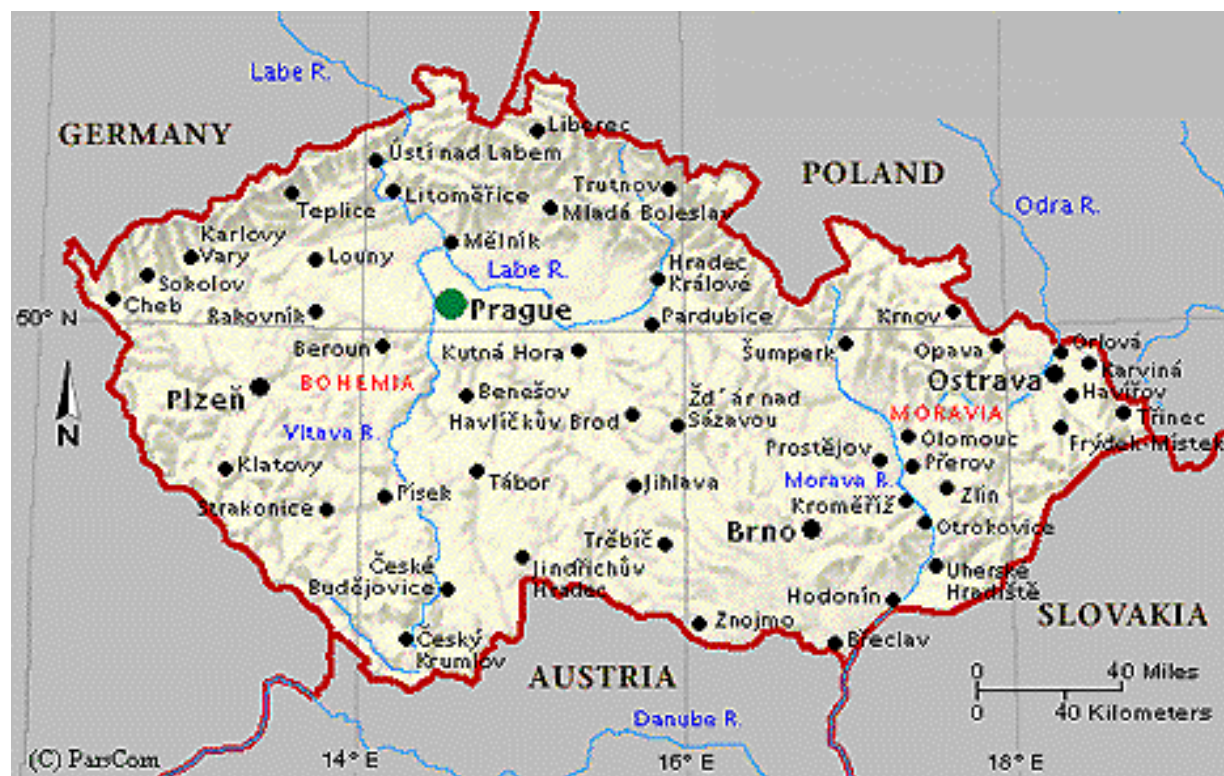 Labe R.
GERMANY
Liberec
Ústí nad Labem
POLAND
Litoměřice
Trutnov
Teplice
Mladá Boleslav
Odra R.
Karlovy
Vary
Mělník
Louny
Labe R.
Hradec
Králové
Sokolov
Cheb
Prague
50° N
Rakovník
Pardubice
Krnov
Beroun
Kutná Hora
Šumperk
Opava
Orlová
Karviná
Ostrava
BOHEMIA
Plzeň
Benešov
Žd´ár nad
Sázavou
Havířov
MORAVIA
Třinec
Havlíčkův Brod
Vltava R.
N
Olomouc
Frýdek-Místek
Prostějov
Přerov
Klatovy
Tábor
Jihlava
Morava R.
Zlín
Písek
Strakonice
Kroměříž
Brno
Otrokovice
Třěbíč
České
Budějovice
Jindřichův
Hradec
Uherské
Hradiště
Hodonín
SLOVAKIA
Znojmo
Český
Krumlov
Břeclav
AUSTRIA
0 40 Miles
0 40 Kilometers
Danube R.
(C) ParsCom
14° E
16° E
18° E